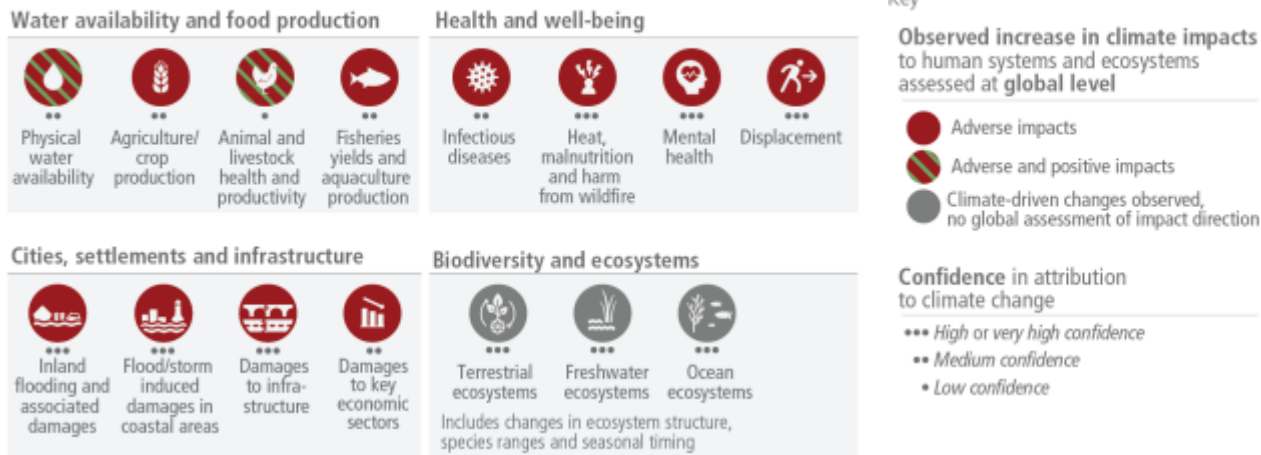 Key
Water availability and food production
Physical
water
availability
Agriculture/
crop
production
Animal and
livestock
health and
productivity
Fisheries
yields and
aquaculture
production
Health and well-being
Infectious
diseases
Heat,
malnutrition
and harm
from wildfire
Mental
health
Displacement
Cities, settlements and infrastructure
Inland
flooding and
associated
damages
Flood/storm
induced
damages in
coastal areas
Damages
to infra-
structure
Damages
to key
economic
sectors
Biodiversity and ecosystems
Terrestrial
ecosystems
Freshwater
ecosystems
Ocean
ecosystems
Includes changes in ecosystem structure,
species ranges and seasonal timing
Observed increase in climate impacts
to human systems and ecosystems
assessed at global level
Adverse impacts
Adverse and positive impacts
Climate-driven changes observed,
no global assessment of impact direction
Confidence in attribution
to climate change
••• High or very high confidence
•• Medium confidence
• Low confidence